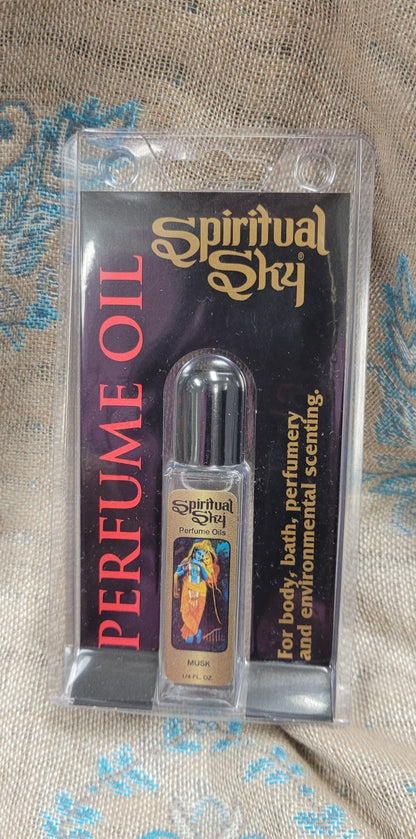 Spiritual
Sky®
PERFUME OIL
For body, bath, perfumery
and environmental scenting.
Spiritual
Sky
Perfume Oils
MUSK
1/4 FL. OZ.